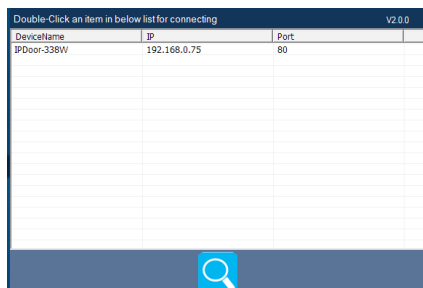 Double-Click an item in below list for connecting V2.0.0
DeviceName IP Port
IPDoor-338W 192.168.0.75 80